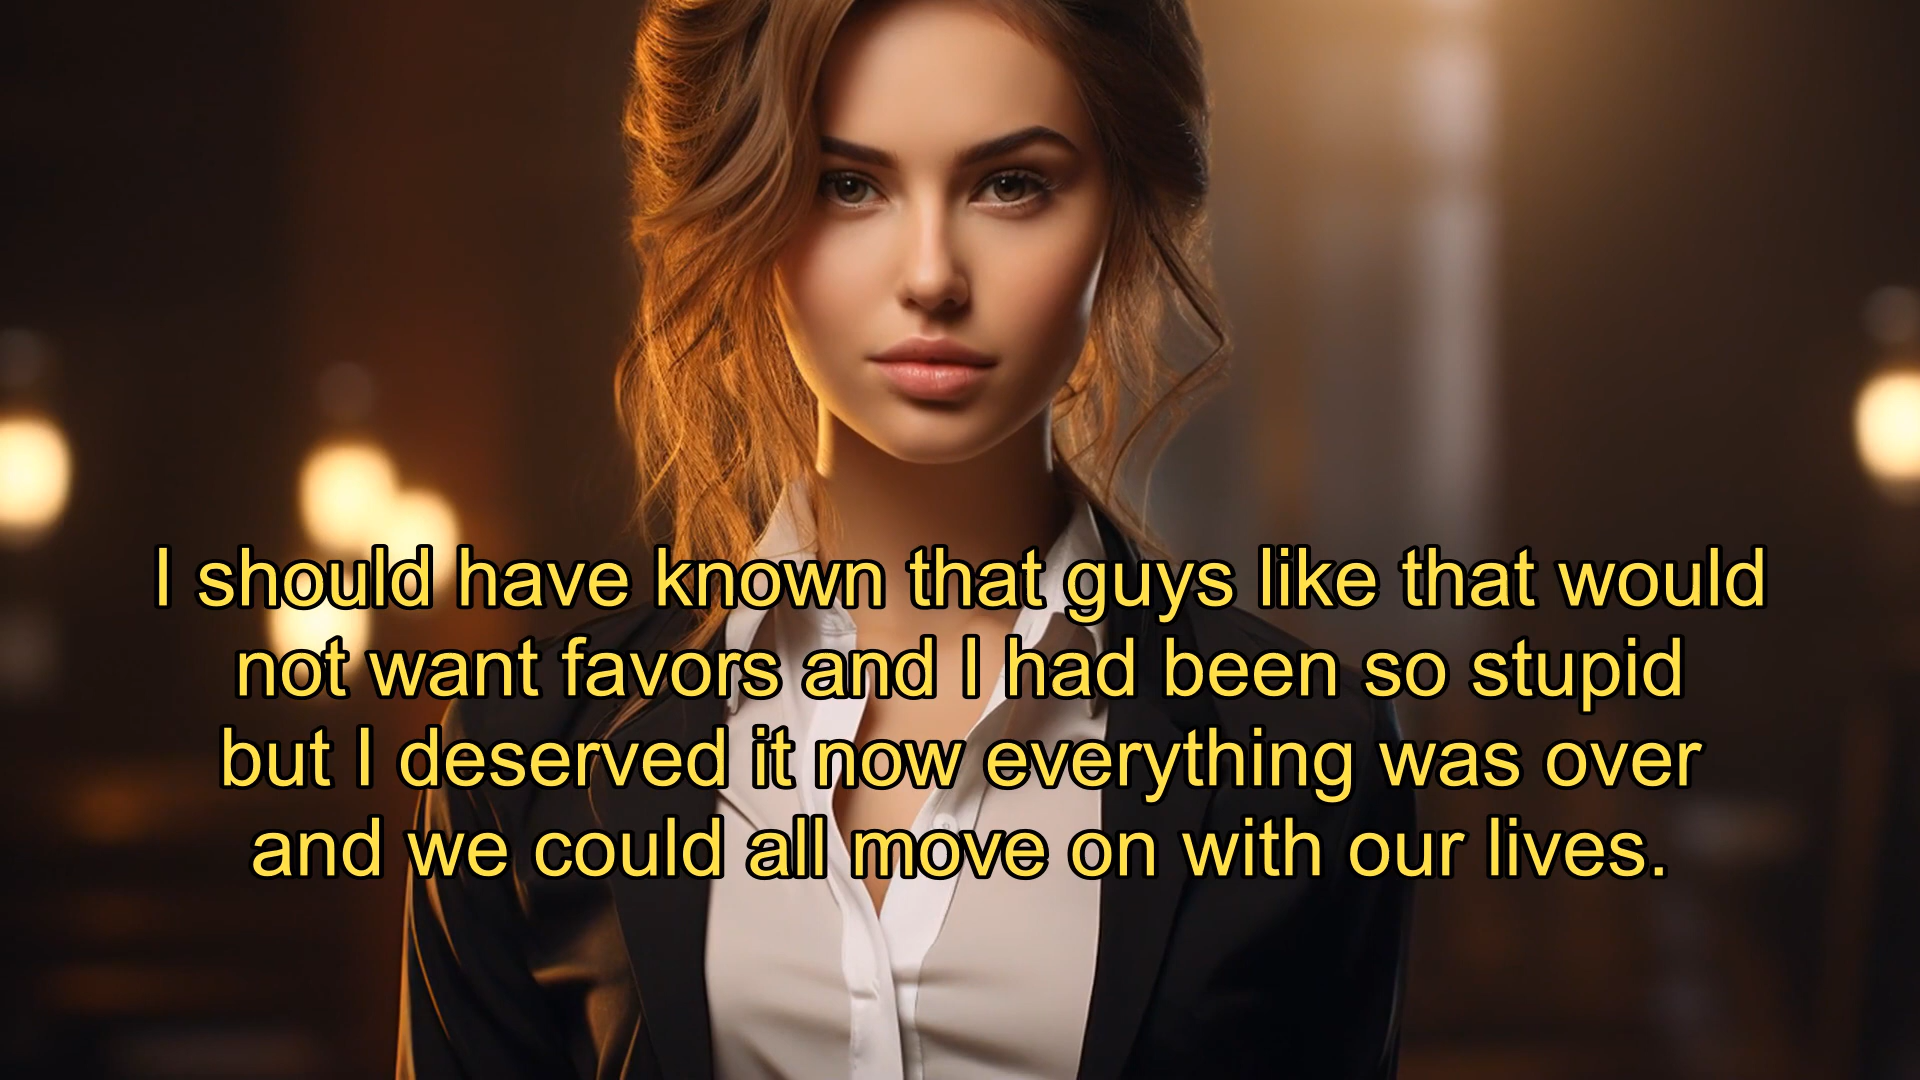 I should have known that guys like that would
not want favors and I had been so stupid
but I deserved it now everything was over
and we could all move on with our lives.